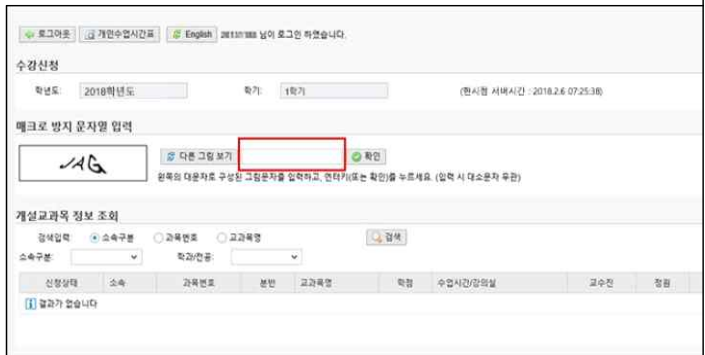 로그아웃 개인수업시간표 English 님이 로그인 하였습니다.
수강신청
학년도: 2018학년도 학기: 1학기 (현시점 서버시간 : 2018.2.6 07:25:38)
매크로 방지 문자열 입력
JAG 다른 그림 보기 확인
왼쪽의 대문자로 구성된 그림문자를 입력하고, 엔터키(또는 확인)를 누르세요. (입력 시 대소문자 무관)
개설교과목 정보 조회
검색입력: 소속구분 과목번호 교과목명 검색
소속구분: 학과/전공:
신청상태 소속 과목번호 분반 교과목명 학점 수업시간/강의실 교수진 정원
결과가 없습니다